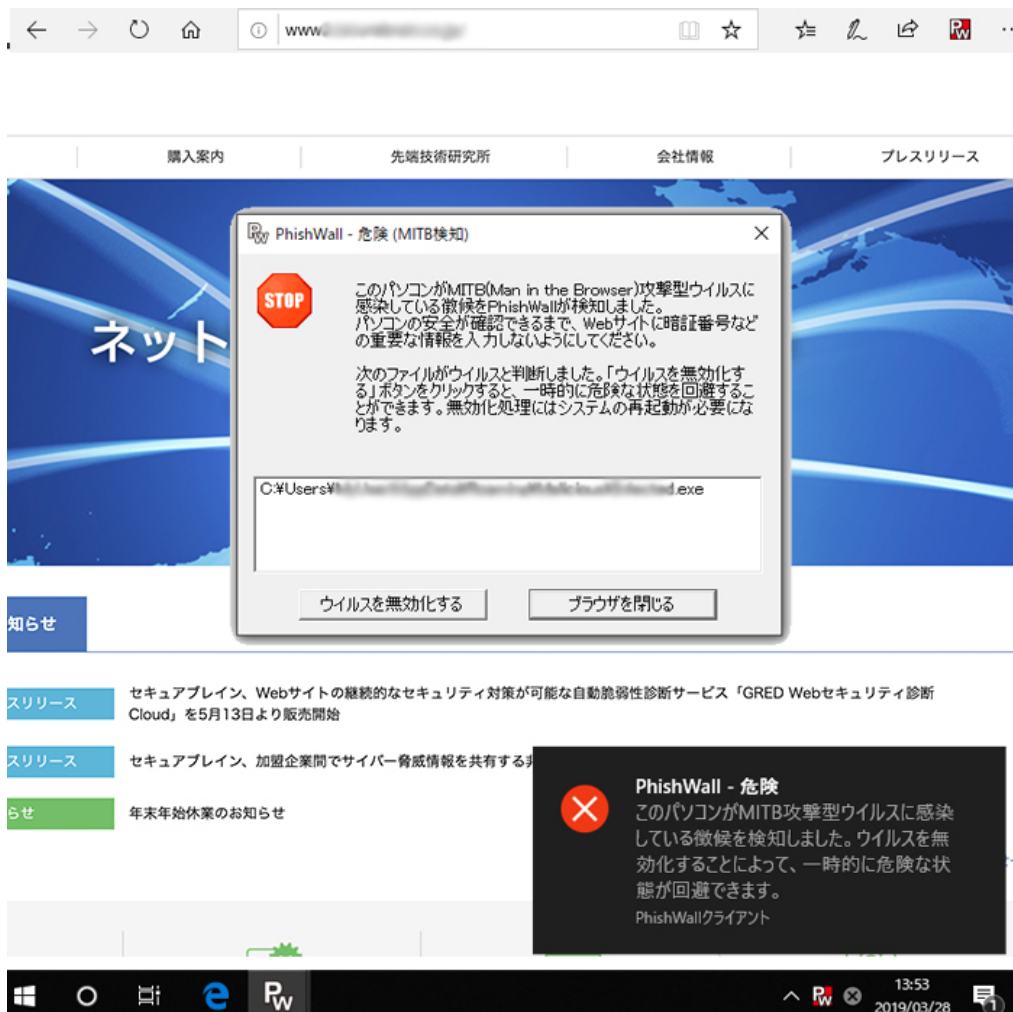 www.
購入案内
先端技術研究所
会社情報
プレスリリース
ネット
PhishWall - 危険 (MITB検知)
STOP
このパソコンがMITB(Man in the Browser)攻撃型ウイルスに
感染している徴候をPhishWallが検知しました。
パソコンの安全が確認できるまで、Webサイトに暗証番号など
の重要な情報を入力しないようにしてください。
次のファイルがウイルスと判断しました。「ウイルスを無効化す
る」ボタンをクリックすると、一時的に危険な状態を回避するこ
とができます。無効化処理にはシステムの再起動が必要にな
ります。
C:¥Users¥
.exe
ウイルスを無効化する
ブラウザを閉じる
知らせ
スリリース
セキュアブレイン、Webサイトの継続的なセキュリティ対策が可能な自動脆弱性診断サービス「GRED Webセキュリティ診断
Cloud」を5月13日より販売開始
スリリース
セキュアブレイン、加盟企業間でサイバー脅威情報を共有する
らせ
年末年始休業のお知らせ
PhishWall - 危険
このパソコンがMITB攻撃型ウイルスに感染
している徴候を検知しました。ウイルスを無
効化することによって、一時的に危険な状
態が回避できます。
PhishWallクライアント
PW
13:53
2019/03/28
1